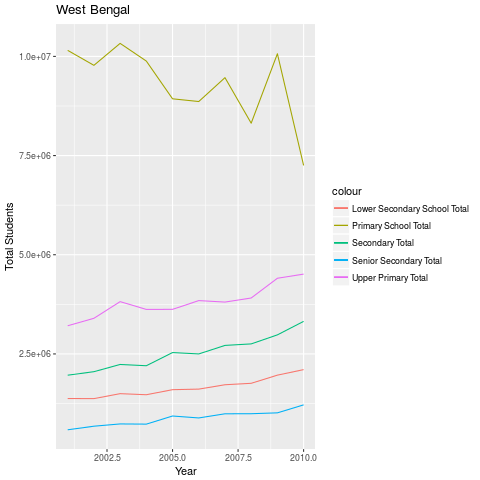 West Bengal
1.0e+07
7.5e+06
5.0e+06
2.5e+06
Total Students
2002.5
2005.0
2007.5
2010.0
Year
colour
Lower Secondary School Total
Primary School Total
Secondary Total
Senior Secondary Total
Upper Primary Total